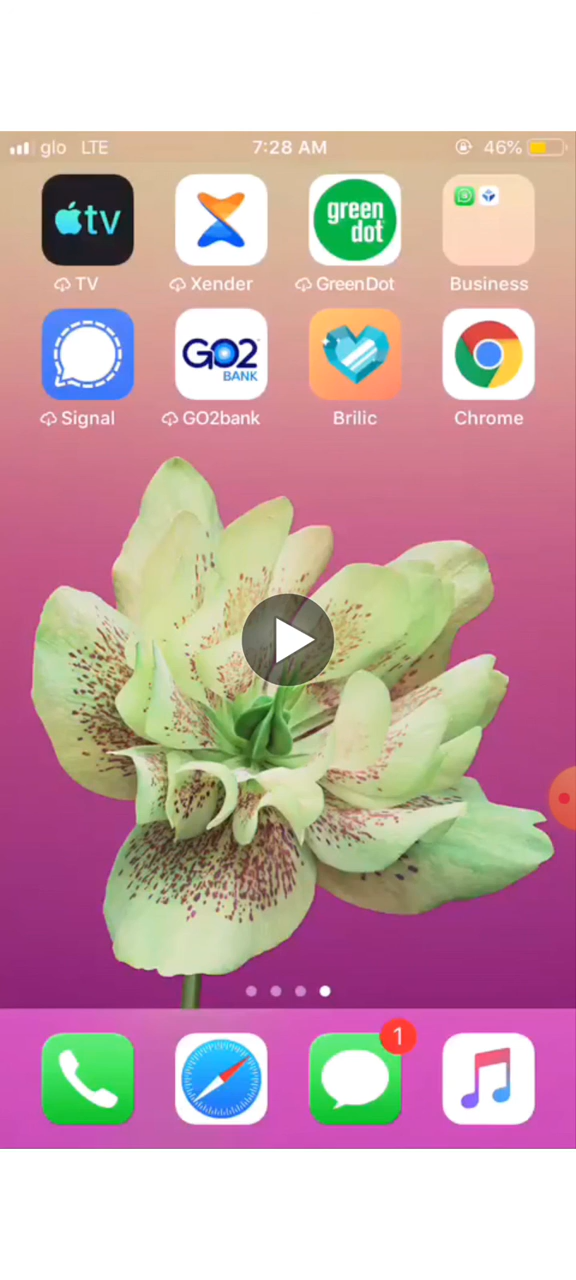 glo LTE 7:28 AM 46%
tv green dot
TV Xender GreenDot Business
GO2 BANK
Signal GO2bank Brilic Chrome
1